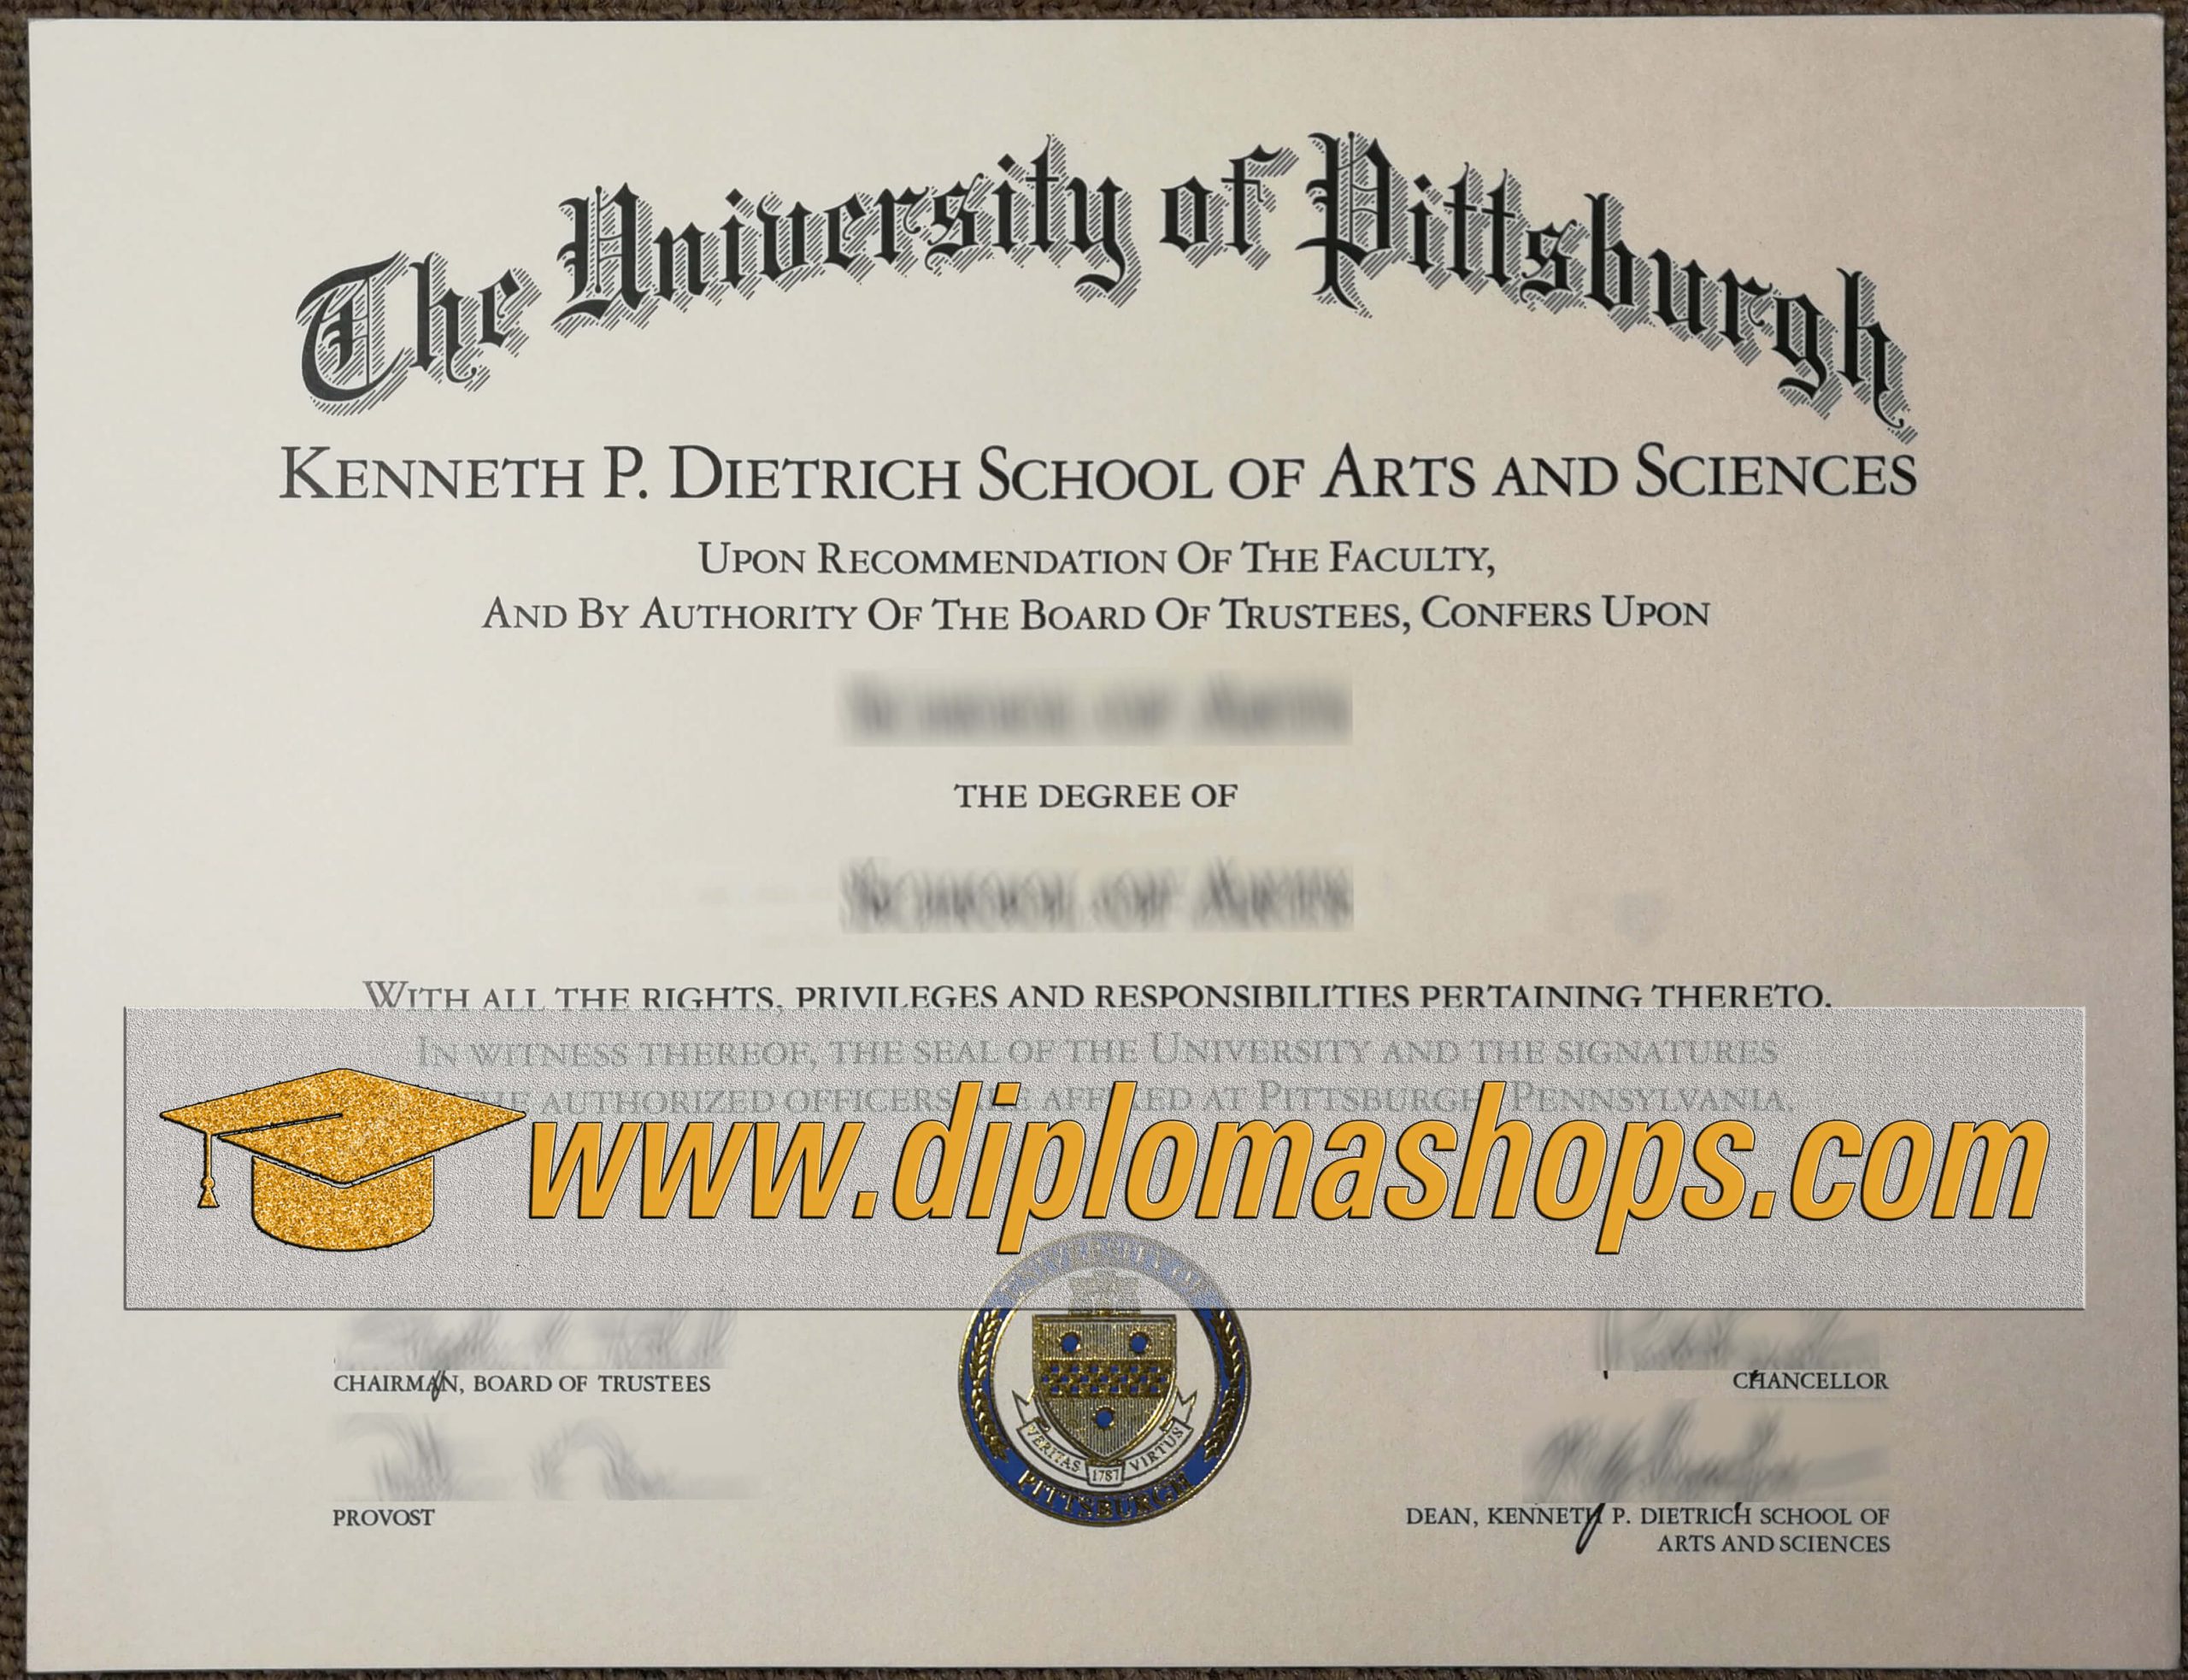 The University of Pittsburgh
KENNETH P. DIETRICH SCHOOL OF ARTS AND SCIENCES
UPON RECOMMENDATION OF THE FACULTY,
AND BY AUTHORITY OF THE BOARD OF TRUSTEES, CONFERS UPON
THE DEGREE OF
WITH ALL THE RIGHTS, PRIVILEGES AND RESPONSIBILITIES PERTAINING THERETO.
IN WITNESS THEREOF, THE SEAL OF THE UNIVERSITY AND THE SIGNATURES
AUTHORIZED OFFICERS AFFIXED AT PITTSBURGH, PENNSYLVANIA.
www.diplomashops.com
CHAIRMAN, BOARD OF TRUSTEES
CHANCELLOR
VERITAS 1787 VIRTUS
PITTSBURGH
PROVOST
DEAN, KENNETH P. DIETRICH SCHOOL OF
ARTS AND SCIENCES